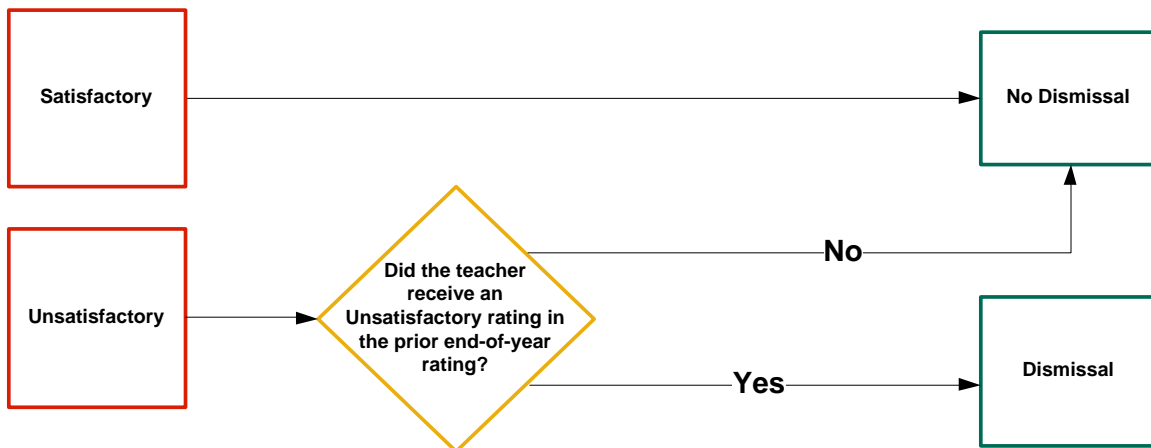 Satisfactory
No Dismissal
No
Did the teacher
receive an
Unsatisfactory rating in
the prior end-of-year
rating?
Unsatisfactory
Yes
Dismissal